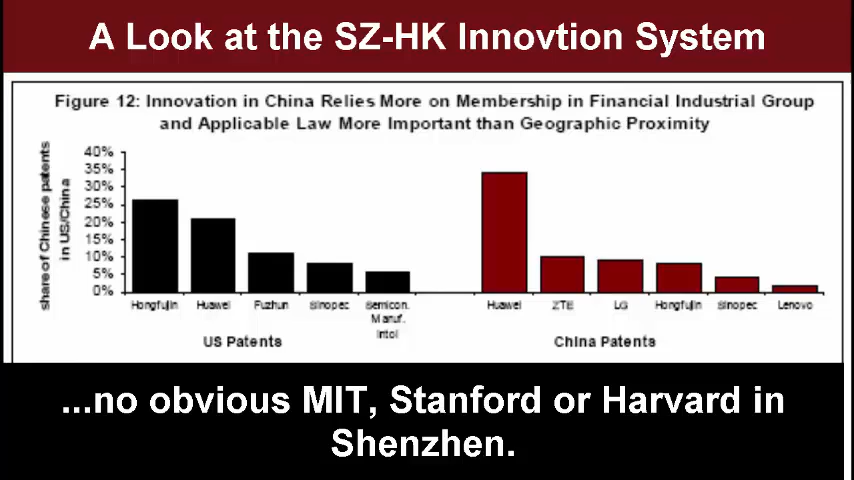 A Look at the SZ-HK Innovtion System
Figure 12: Innovation in China Relies More on Membership in Financial Industrial Group
and Applicable Law More Important than Geographic Proximity
share of Chinese patents
in US/China
40%
35%
30%
25%
20%
15%
10%
5%
0%
Hongfujin Huawei Fuzhun Sinopec Semicon.
Manuf.
Intol
Huawei ZTE LG Hongfujin Sinopec Lenovo
US Patents China Patents
...no obvious MIT, Stanford or Harvard in
Shenzhen.